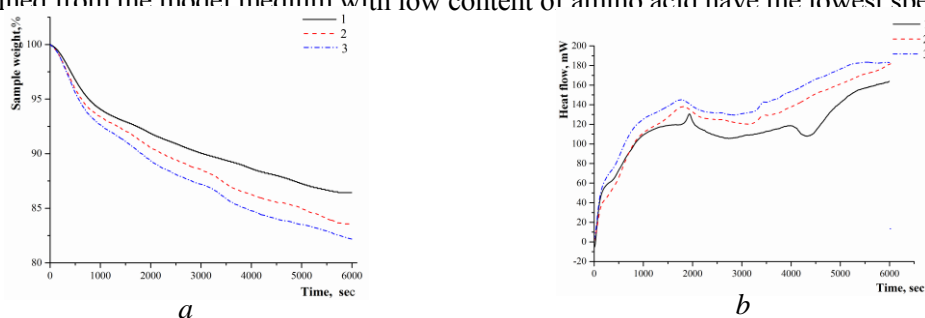 from the model medium with low content of amino acid have the lowest
1
2
3
100
95
90
85
80
Sample weight,%
0 1000 2000 3000 4000 5000 6000
Time, sec
a
200
180
160
140
120
100
80
60
40
20
0
-20
Heat flow, mW
0 1000 2000 3000 4000 5000 6000
Time, sec
b